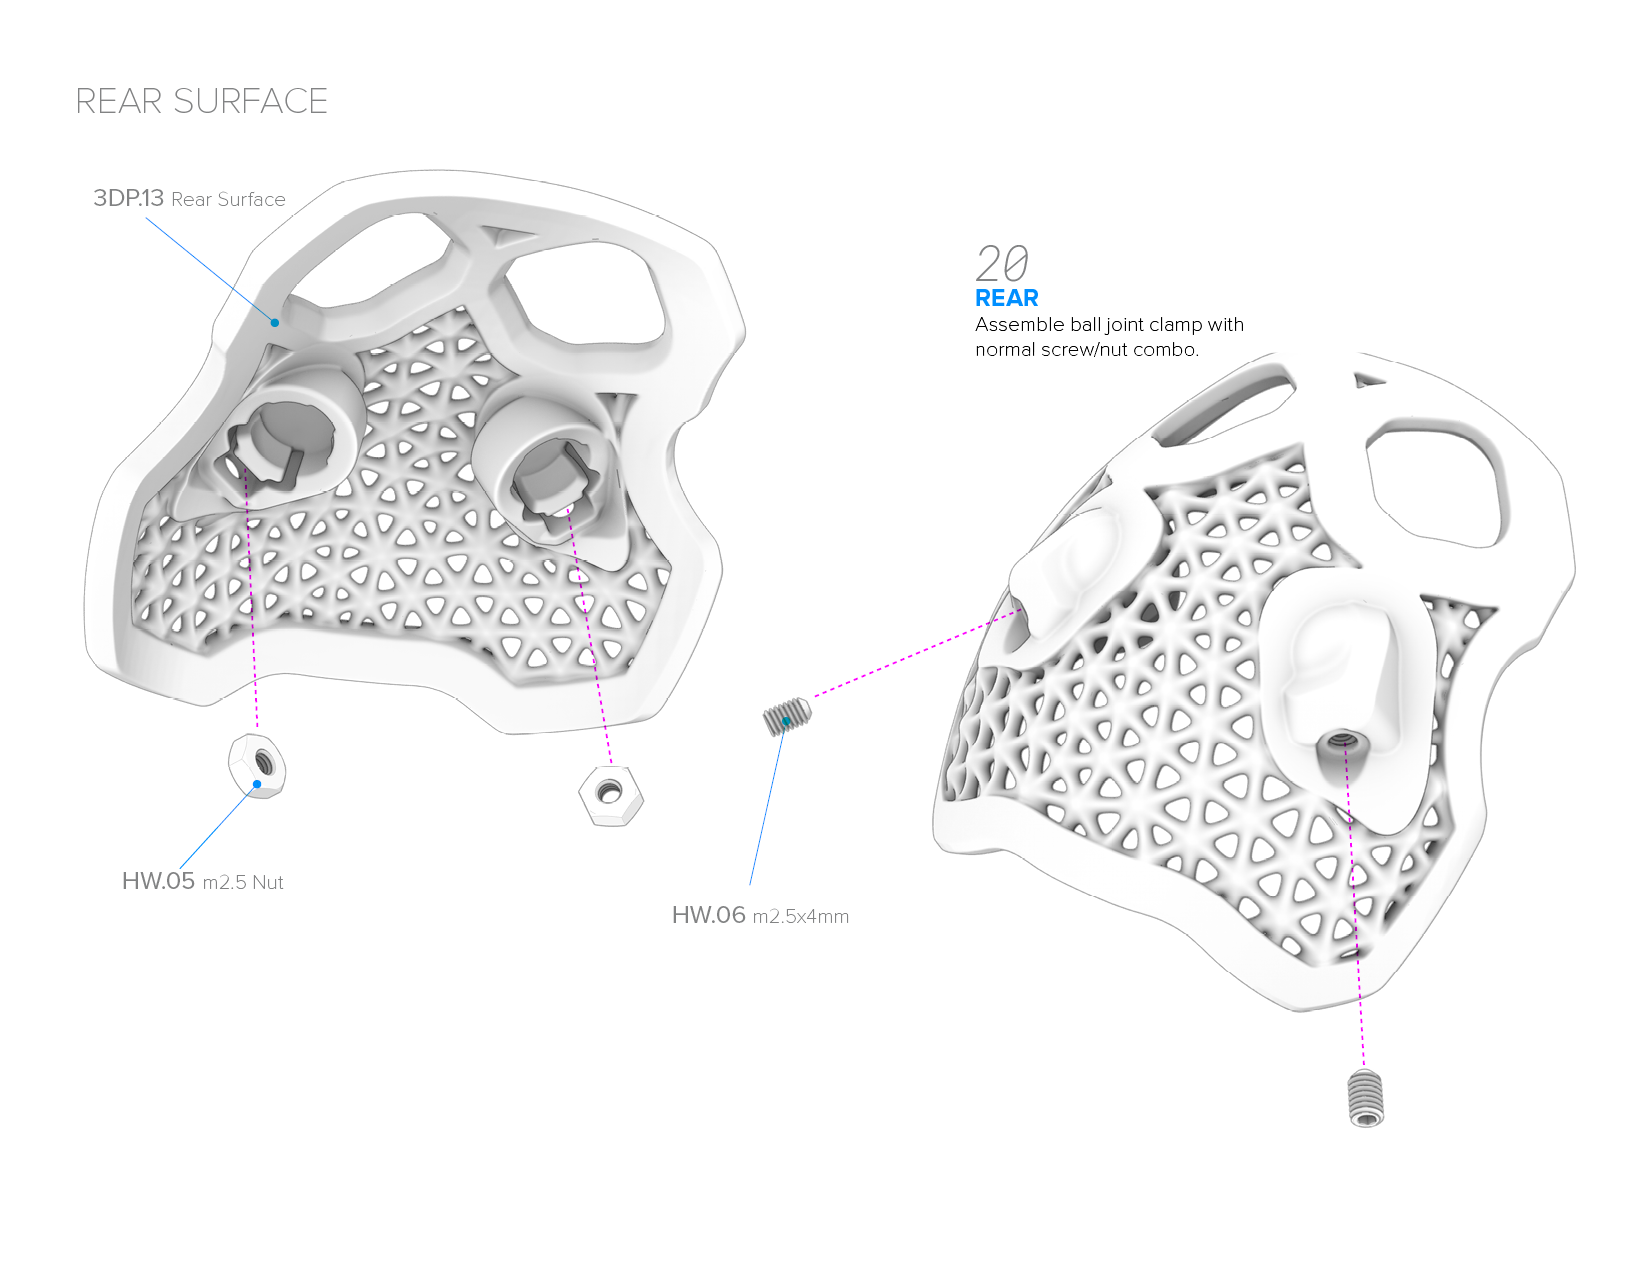 REAR SURFACE
3DP.13 Rear Surface
20
REAR
Assemble ball joint clamp with
normal screw/nut combo.
HW.05 m2.5 Nut
HW.06 m2.5x4mm